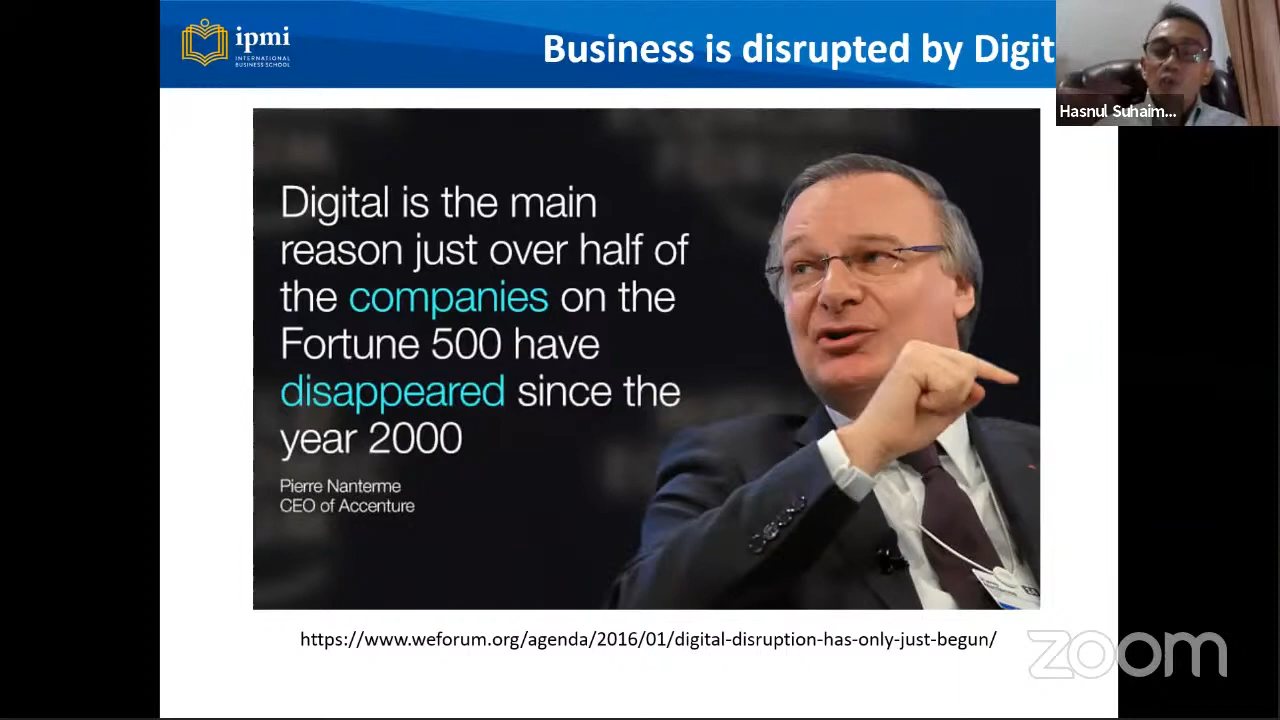 ipmi
INTERNATIONAL
BUSINESS SCHOOL
Business is disrupted by Digit
Hasnul Suhaim...
Digital is the main
reason just over half of
the companies on the
Fortune 500 have
disappeared since the
year 2000
Pierre Nanterme
CEO of Accenture
https://www.weforum.org/agenda/2016/01/digital-disruption-has-only-just-begun/
zoom